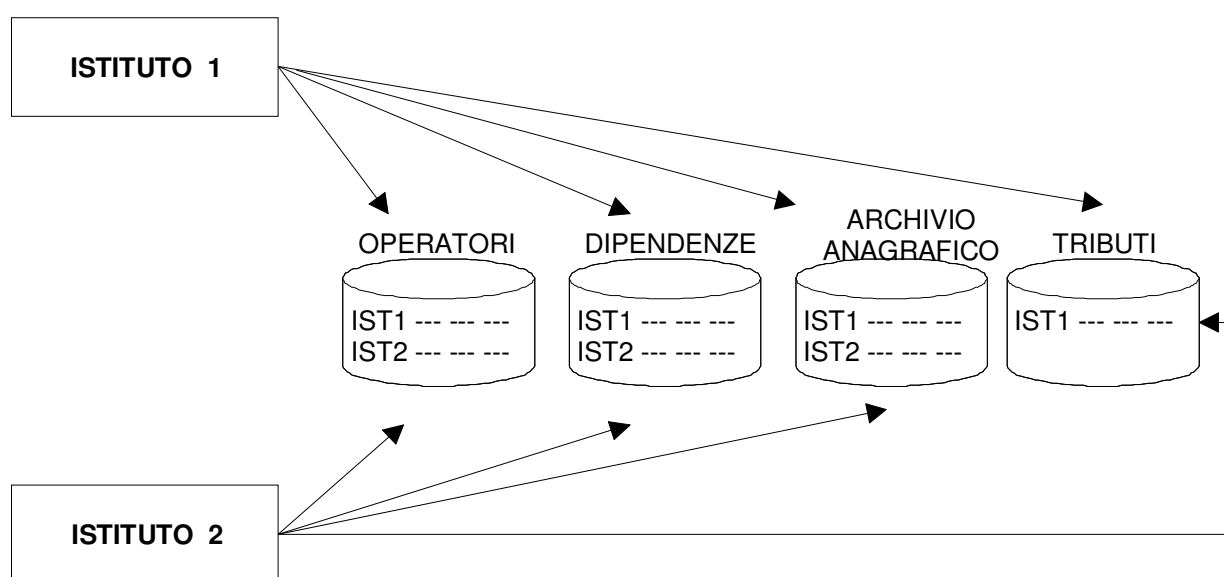 ISTITUTO 1
OPERATORI
DIPENDENZE
ARCHIVIO
ANAGRAFICO
TRIBUTI
IST1 --- --- ---
IST2 --- --- ---
IST1 --- --- ---
IST2 --- --- ---
IST1 --- --- ---
IST2 --- --- ---
IST1 --- --- ---
ISTITUTO 2